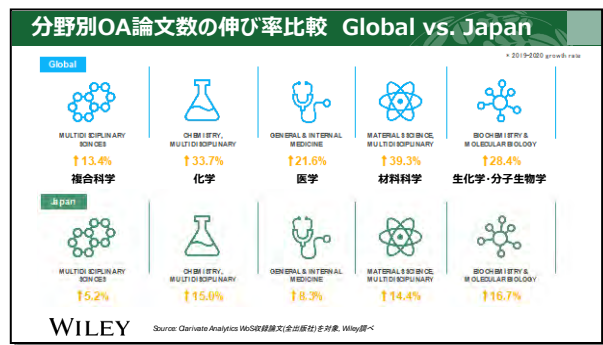 分野別OA論文数の伸び率比較 Global vs. Japan
* 2019-2020 growth rate
Global
MULTIDISCIPLINARY
SCINCES
CHEMISTRY,
MULTIDISCIPLINARY
GENERAL & INTERNAL
MEDICINE
MATERIALS SCIENCE,
MULTIDISCIPLINARY
BIOCHEMISTRY &
MOLECULAR BIOLOGY
↑13.4%
↑33.7%
↑21.6%
↑39.3%
↑28.4%
複合科学
化学
医学
材料科学
生化学・分子生物学
Japan
MULTIDISCIPLINARY
SCINCES
CHEMISTRY,
MULTIDISCIPLINARY
GENERAL & INTERNAL
MEDICINE
MATERIALS SCIENCE,
MULTIDISCIPLINARY
BIOCHEMISTRY &
MOLECULAR BIOLOGY
↑5.2%
↑15.0%
↑8.3%
↑14.4%
↑16.7%
WILEY
Source: Clarivate Analytics WoS収録論文(全出版社)を対象、Wiley調べ